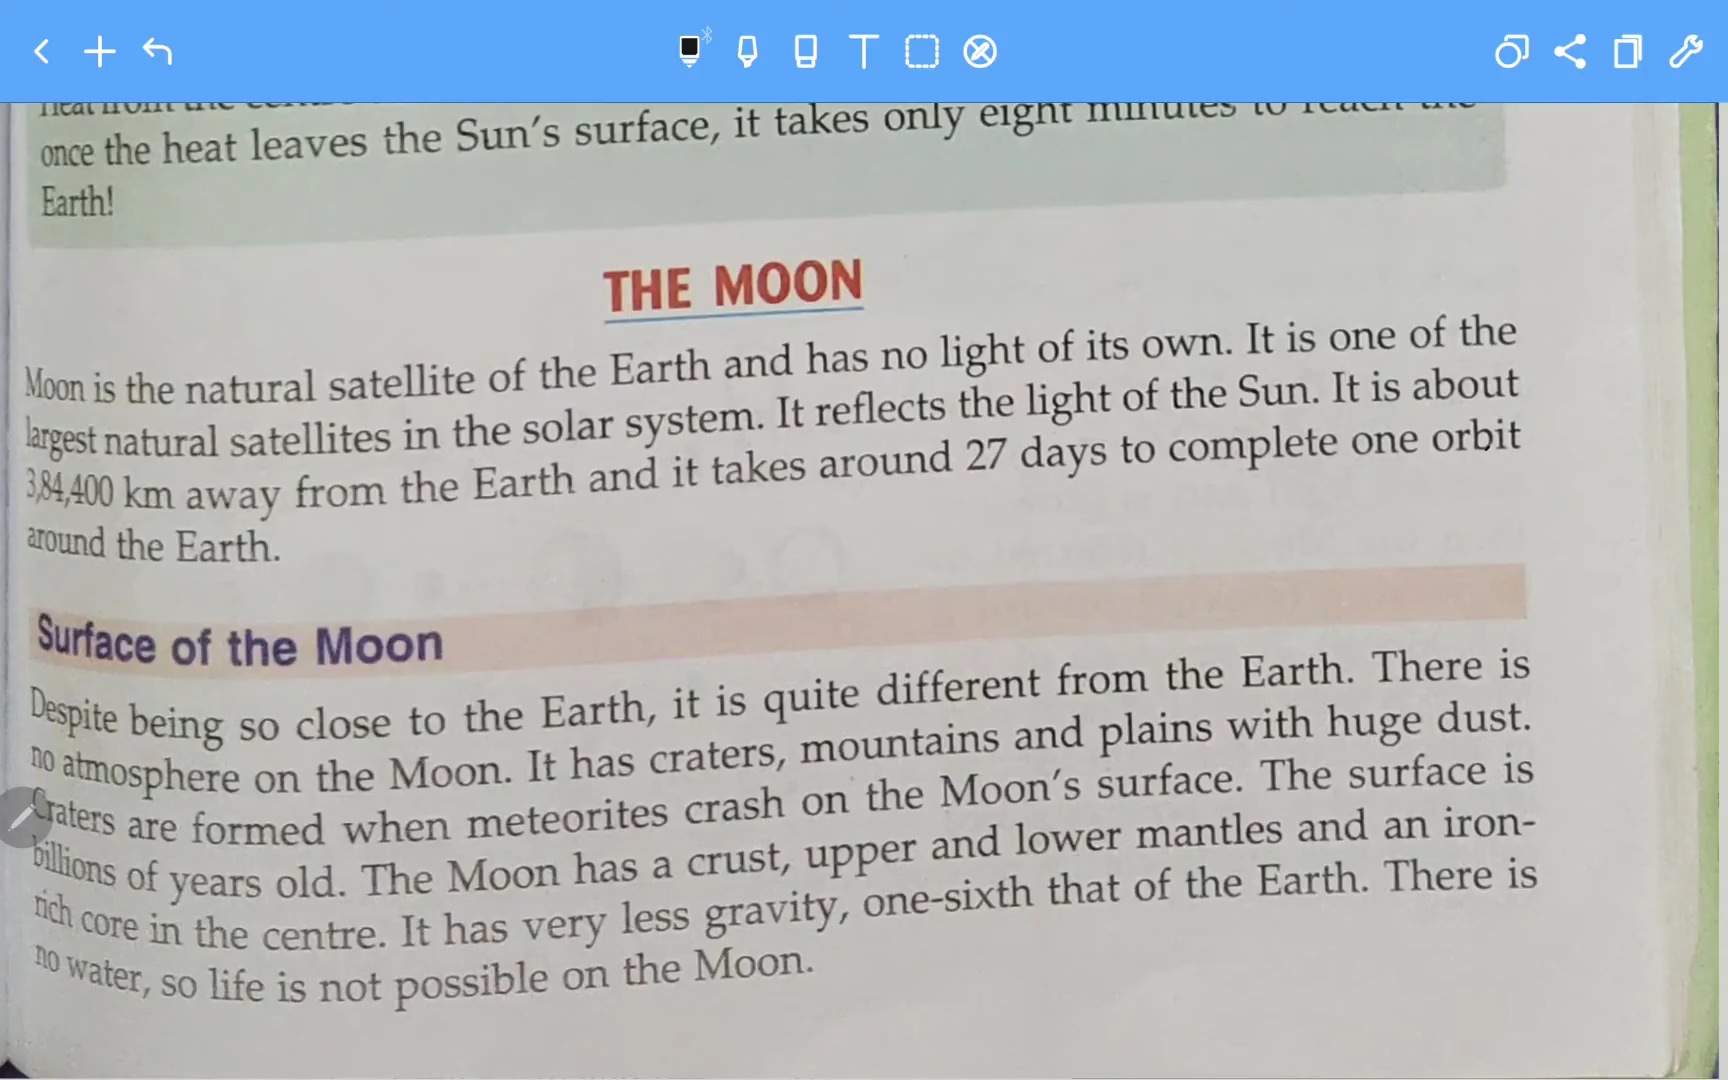 once the heat leaves the Sun's surface, it takes only eight minutes to reach the
Earth!
THE MOON
Moon is the natural satellite of the Earth and has no light of its own. It is one of the
largest natural satellites in the solar system. It reflects the light of the Sun. It is about
3,84,400 km away from the Earth and it takes around 27 days to complete one orbit
around the Earth.
Surface of the Moon
Despite being so close to the Earth, it is quite different from the Earth. There is
no atmosphere on the Moon. It has craters, mountains and plains with huge dust.
Craters are formed when meteorites crash on the Moon's surface. The surface is
billions of years old. The Moon has a crust, upper and lower mantles and an iron-
rich core in the centre. It has very less gravity, one-sixth that of the Earth. There is
no water, so life is not possible on the Moon.